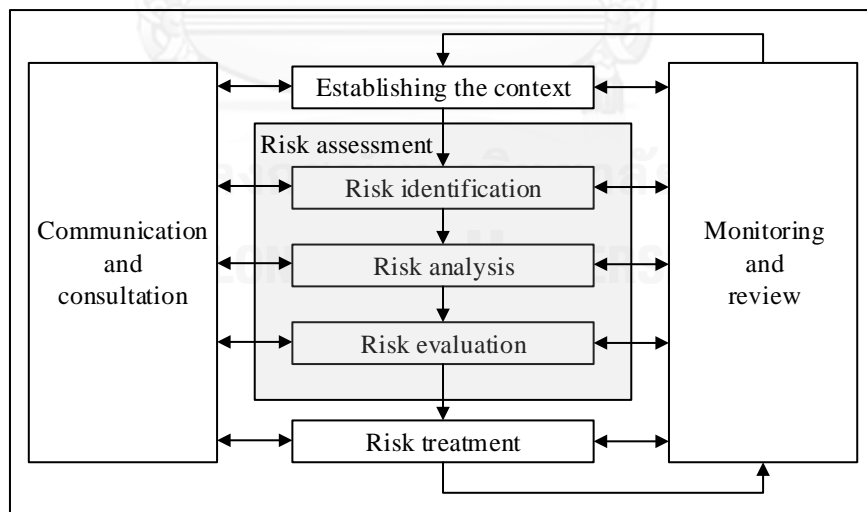 Establishing the context
Risk assessment
Risk identification
Communication
and
consultation
Risk analysis
Monitoring
and
review
Risk evaluation
Risk treatment